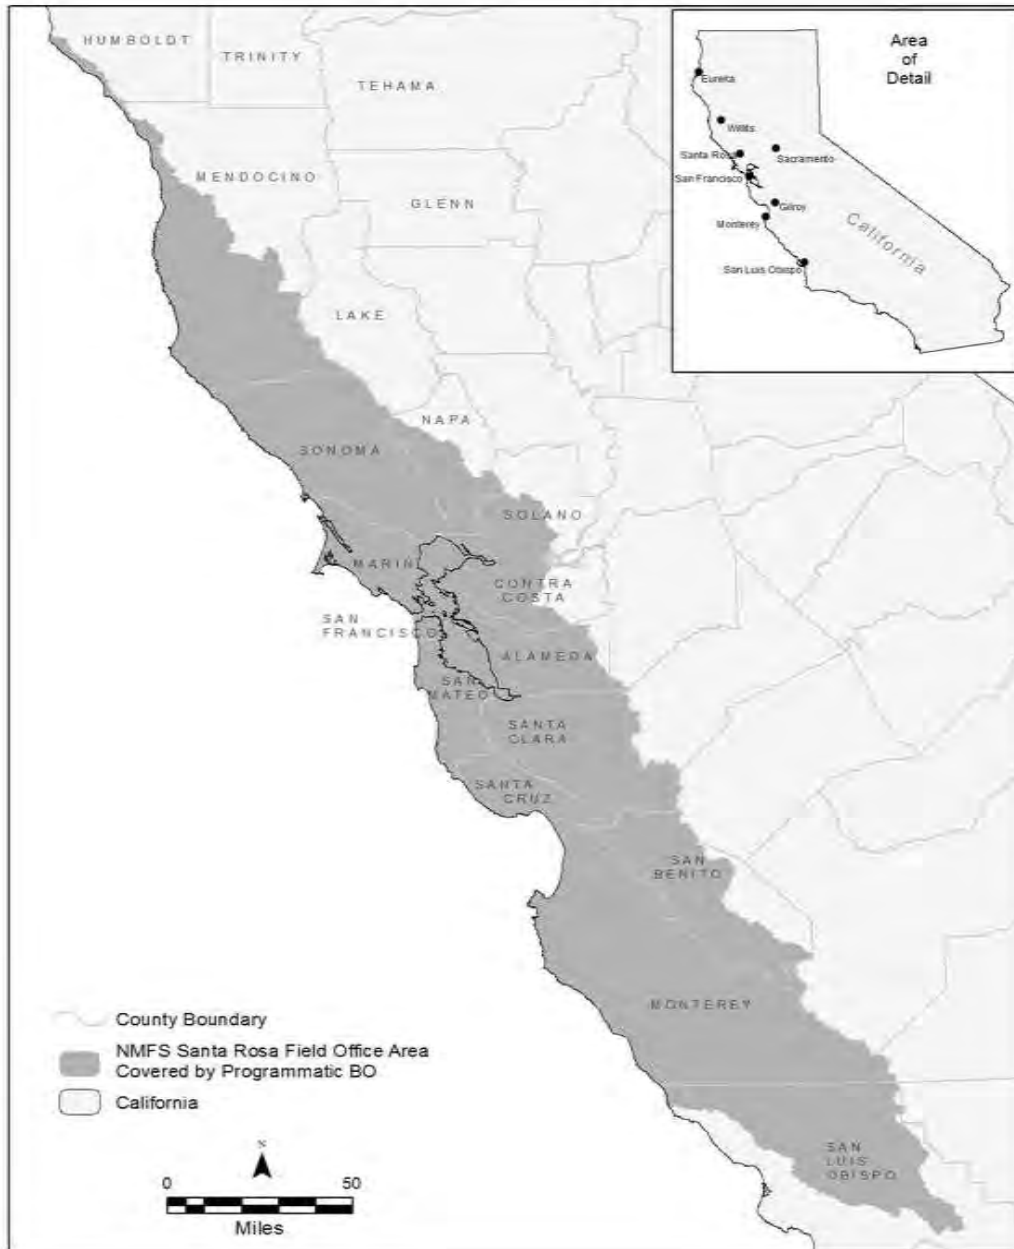 HUMBOLDT
TRINITY
TEHAMA
MENDOCINO
GLENN
LAKE
NAPA
SONOMA
SOLANO
MARIN
CONTRA
COSTA
SAN
FRANCISCO
ALAMEDA
SAN
MATEO
SANTA
CLARA
SANTA
CRUZ
SAN
BENITO
MONTEREY
SAN
LUIS
OBISPO
Area
of
Detail
Eureka
Willits
Santa Rosa
Sacramento
San Francisco
Gilroy
Monterey
California
San Luis Obispo
County Boundary
NMFS Santa Rosa Field Office Area
Covered by Programmatic BO
California
N
0 50
Miles